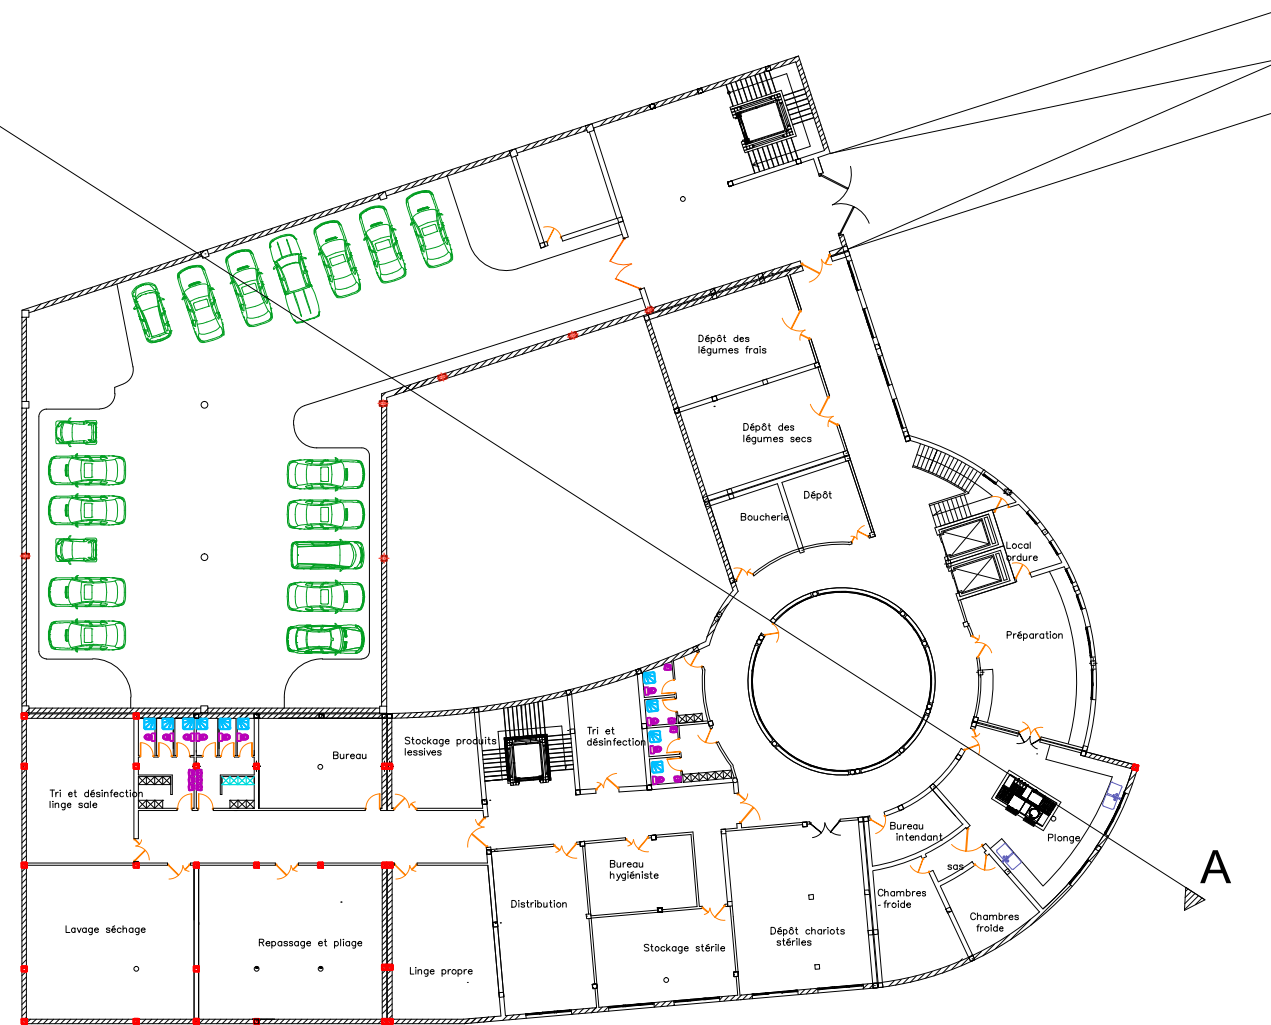 Dépôt des
légumes frais
Dépôt des
légumes secs
Dépôt
Boucherie
Local
ordure
Préparation
Tri et
désinfection
Stockage produits
lessives
Bureau
Tri et désinfection
linge sale
Bureau
intendant
Plonge
sas
A
Bureau
hygiéniste
Chambres
froide
Distribution
Chambres
froide
Lavage séchage
Repassage et pliage
Stockage stérile
Dépôt chariots
stériles
Linge propre